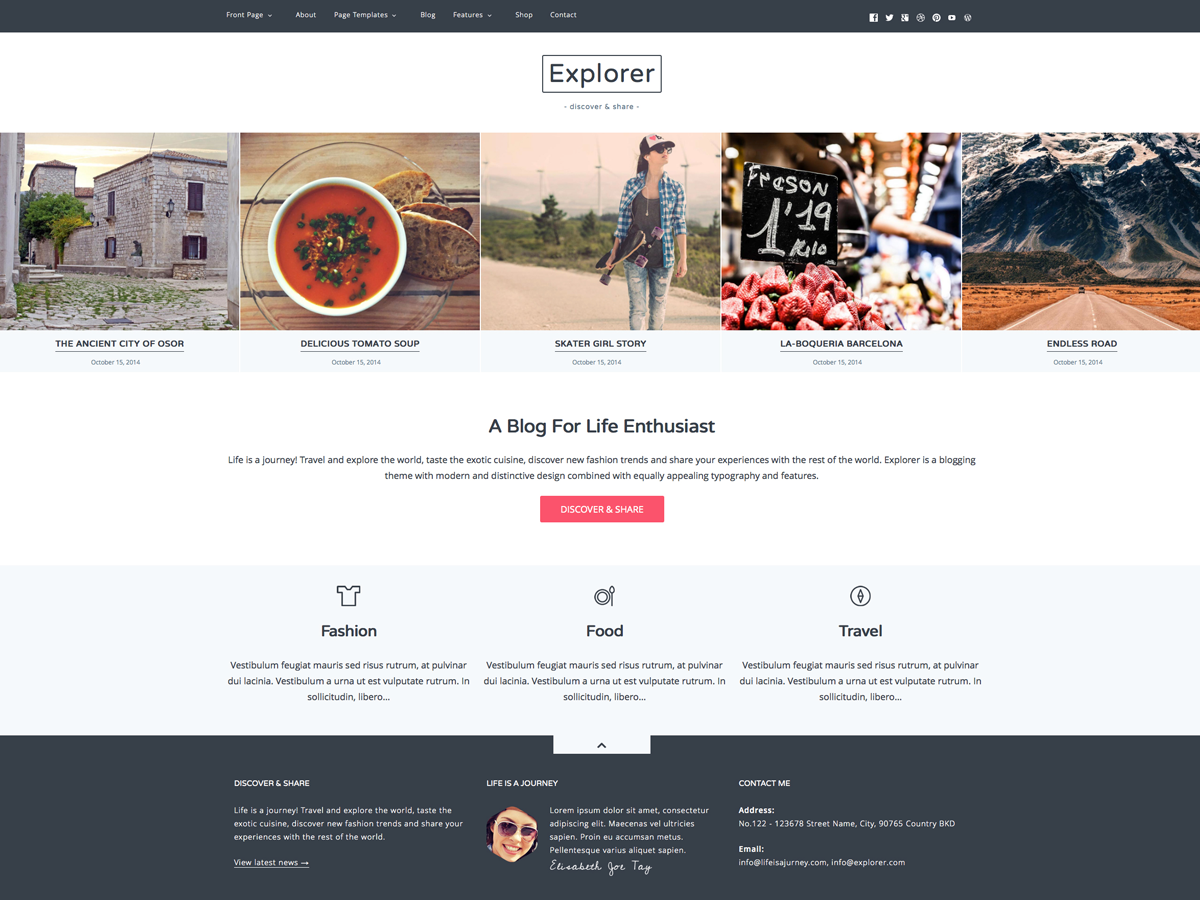 Front Page About Page Templates Blog Features Shop Contact
Explorer
- discover & share -
FresON
1'19
Kilo
THE ANCIENT CITY OF OSOR
October 15, 2014
DELICIOUS TOMATO SOUP
October 15, 2014
SKATER GIRL STORY
October 15, 2014
LA-BOQUERIA BARCELONA
October 15, 2014
ENDLESS ROAD
October 15, 2014
A Blog For Life Enthusiast
Life is a journey! Travel and explore the world, taste the exotic cuisine, discover new fashion trends and share your experiences with the rest of the world. Explorer is a blogging
theme with modern and distinctive design combined with equally appealing typography and features.
DISCOVER & SHARE
Fashion
Vestibulum feugiat mauris sed risus rutrum, at pulvinar
dui lacinia. Vestibulum a urna ut est vulputate rutrum. In
sollicitudin, libero...
Food
Vestibulum feugiat mauris sed risus rutrum, at pulvinar
dui lacinia. Vestibulum a urna ut est vulputate rutrum. In
sollicitudin, libero...
Travel
Vestibulum feugiat mauris sed risus rutrum, at pulvinar
dui lacinia. Vestibulum a urna ut est vulputate rutrum. In
sollicitudin, libero...
DISCOVER & SHARE
Life is a journey! Travel and explore the world, taste the
exotic cuisine, discover new fashion trends and share your
experiences with the rest of the world.
View latest news →
LIFE IS A JOURNEY
Lorem ipsum dolor sit amet, consectetur
adipiscing elit. Maecenas vel ultricies
sapien. Proin eu accumsan metus.
Pellentesque varius aliquet sapien.
Elisabeth Joe Tay
CONTACT ME
Address:
No.122 - 123678 Street Name, City, 90765 Country BKD
Email:
info@lifeisajurney.com, info@explorer.com